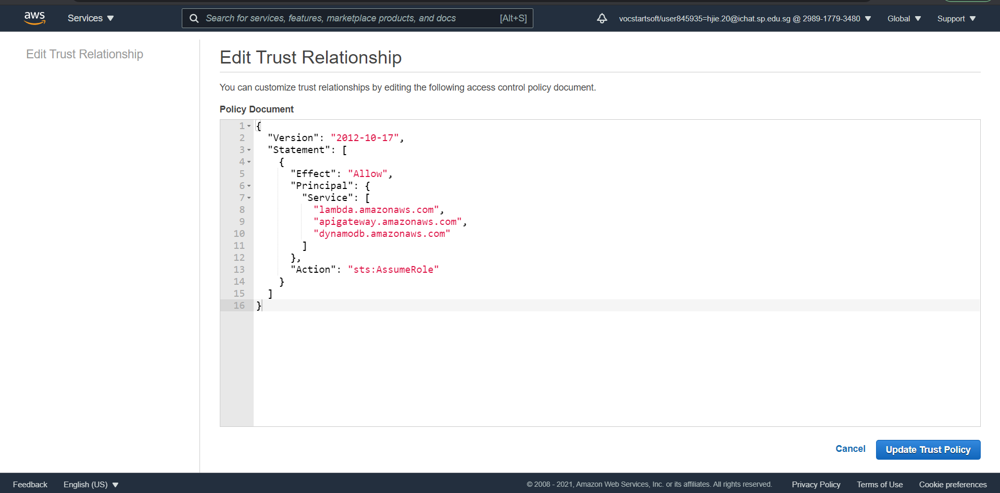 aws
Services
Search for services, features, marketplace products, and docs
[Alt+S]
vocstartsoft/user845935=hjie.20@ichat.sp.edu.sg @ 2989-1779-3480
Global
Support
Edit Trust Relationship
Edit Trust Relationship
You can customize trust relationships by editing the following access control policy document.
Policy Document
1 {
2   "Version": "2012-10-17",
3   "Statement": [
4     {
5       "Effect": "Allow",
6       "Principal": {
7         "Service": [
8           "lambda.amazonaws.com",
9           "apigateway.amazonaws.com",
10           "dynamodb.amazonaws.com"
11         ]
12       },
13       "Action": "sts:AssumeRole"
14     }
15   ]
16 }
Cancel
Update Trust Policy
Feedback
English (US)
© 2008 - 2021, Amazon Web Services, Inc. or its affiliates. All rights reserved.
Privacy Policy
Terms of Use
Cookie preferences